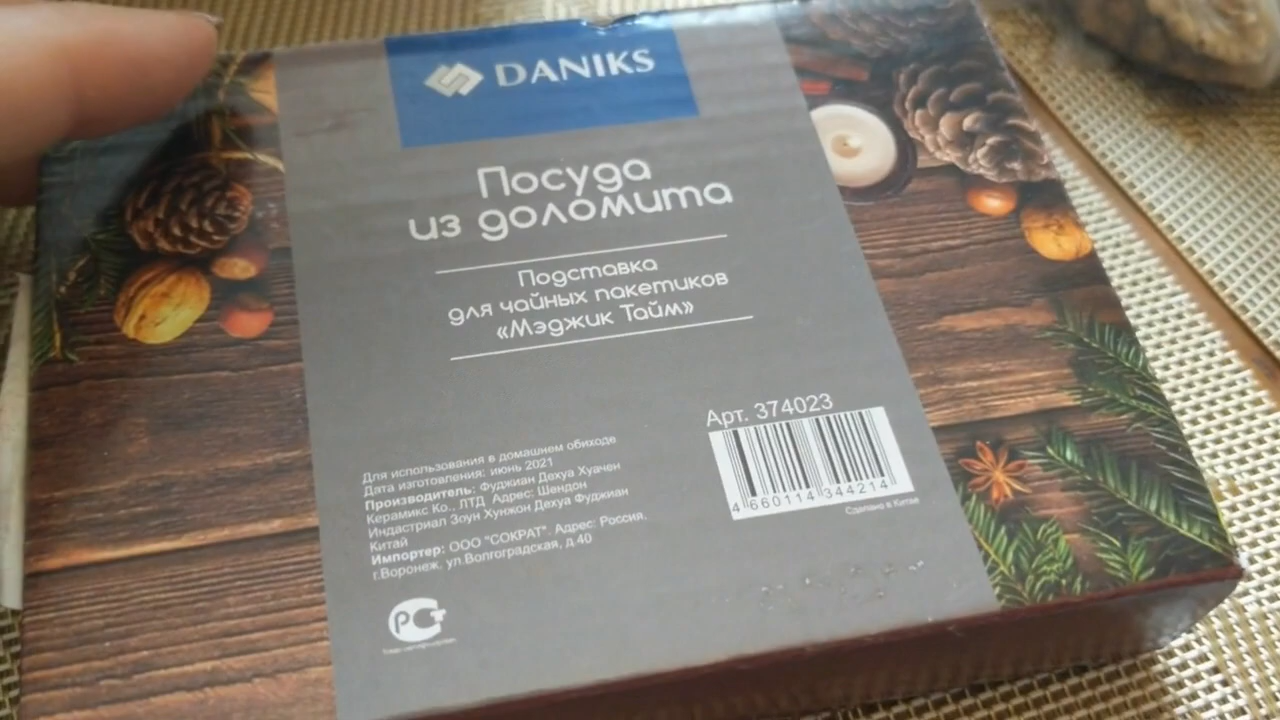 DANIKS
Посуда
из доломита
Подставка
для чайных пакетиков
«Мэджик Тайм»
Арт. 374023
4 660114 344214
Сделано в Китае
Для использования в домашнем обиходе
Дата изготовления: июнь 2021
Производитель: Фуджиан Дехуа Хуачен
Керамикс Ко., ЛТД Адрес: Шендон
Индастриал Зоун Хунжон Дехуа Фуджиан
Китай
Импортер: ООО "СОКРАТ". Адрес: Россия,
г.Воронеж, ул.Волгоградская, д 40
РСТ